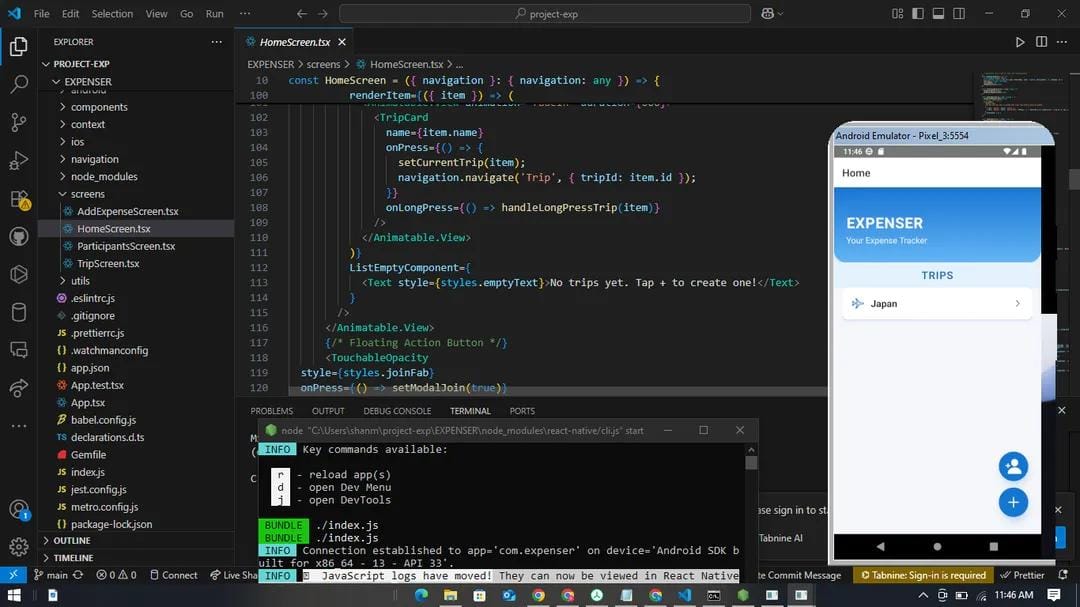 File Edit Selection View Go Run ··· project-exp
EXPLORER ···
PROJECT-EXP
EXPENSER
android
components
context
ios
navigation
node_modules
screens
AddExpenseScreen.tsx
HomeScreen.tsx
ParticipantsScreen.tsx
TripScreen.tsx
utils
.eslintrc.js
.gitignore
JS .prettierrc.js
{} .watchmanconfig
{} app.json
App.test.tsx
App.tsx
babel.config.js
TS declarations.d.ts
Gemfile
JS index.js
JS jest.config.js
JS metro.config.js
{} package-lock.json
OUTLINE
TIMELINE
HomeScreen.tsx
EXPENSER > screens > HomeScreen.tsx > ...
10 const HomeScreen = ({ navigation }: { navigation: any }) => {
100 renderItem={({ item }) => (
102 <TripCard
103 name={item.name}
104 onPress={() => {
105 setCurrentTrip(item);
106 navigation.navigate('Trip', { tripId: item.id });
107 }}
108 onLongPress={() => handleLongPressTrip(item)}
109 />
110 </Animatable.View>
111 )}
112 ListEmptyComponent={
113 <Text style={styles.emptyText}>No trips yet. Tap + to create one!</Text>
114 }
115 />
116 </Animatable.View>
117 {/* Floating Action Button */}
118 <TouchableOpacity
119 style={styles.joinFab}
120 onPress={() => setModalJoin(true)}
PROBLEMS OUTPUT DEBUG CONSOLE TERMINAL PORTS
node "C:\Users\shanm\project-exp\EXPENSER\node_modules\react-native/cli.js" start
INFO Key commands available:
r - reload app(s)
d - open Dev Menu
j - open DevTools
BUNDLE ./index.js
BUNDLE ./index.js
INFO Connection established to app='com.expenser' on device='Android SDK b
uilt for x86_64 - 13 - API 33'.
INFO JavaScript logs have moved! They can now be viewed in React Native
Android Emulator - Pixel_3:5554
11:46
Home
EXPENSER
Your Expense Tracker
TRIPS
Japan
ase sign in to sta
Tabnine AI
main 0 0 Connect Live Sha
te Commit Message Tabnine: Sign-in is required Prettier
11:46 AM